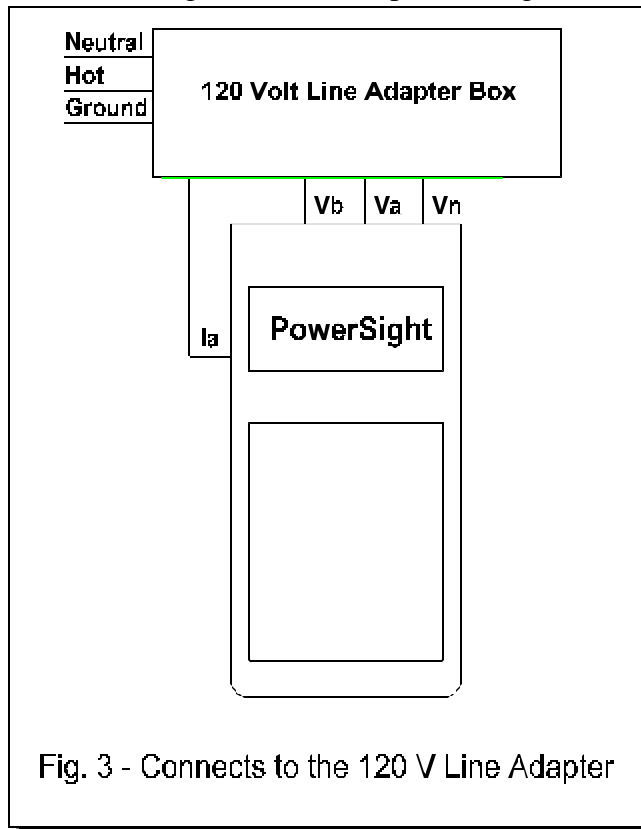 Neutral
Hot
Ground
120 Volt Line Adapter Box
Vb Va Vn
Ia
PowerSight
Fig. 3 - Connects to the 120 V Line Adapter